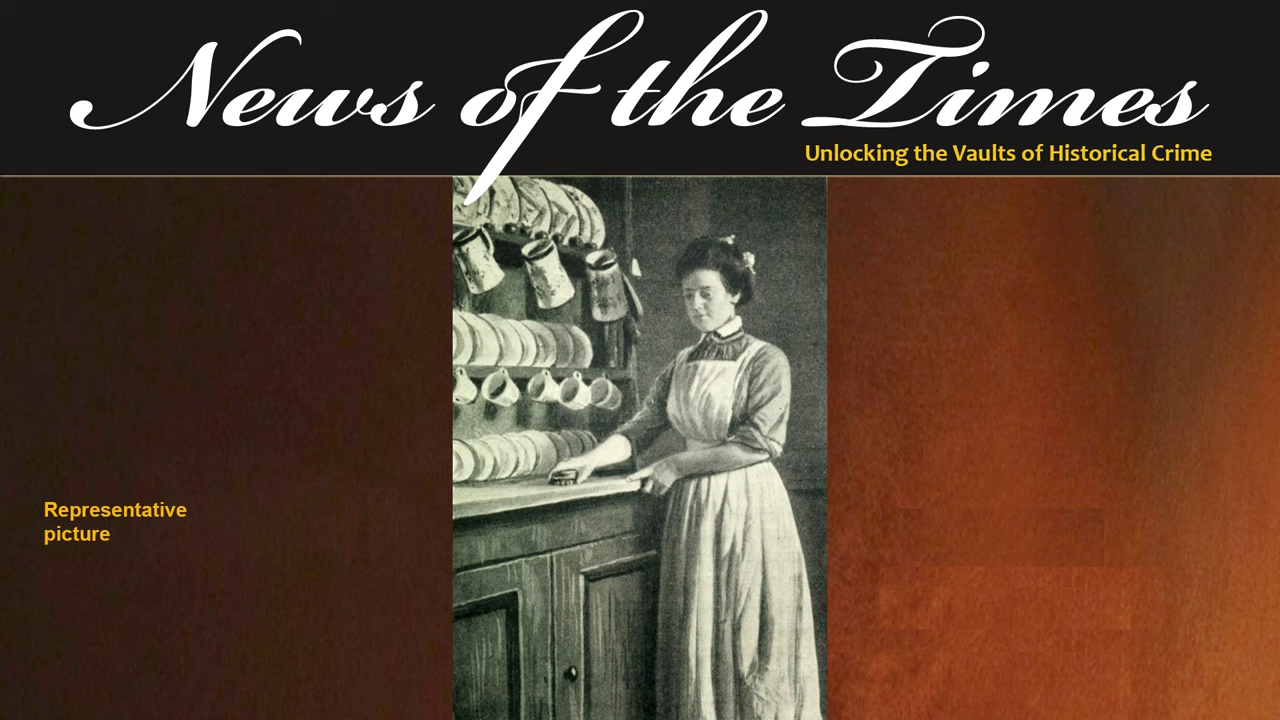 News of the Times
Unlocking the Vaults of Historical Crime
Representative
picture